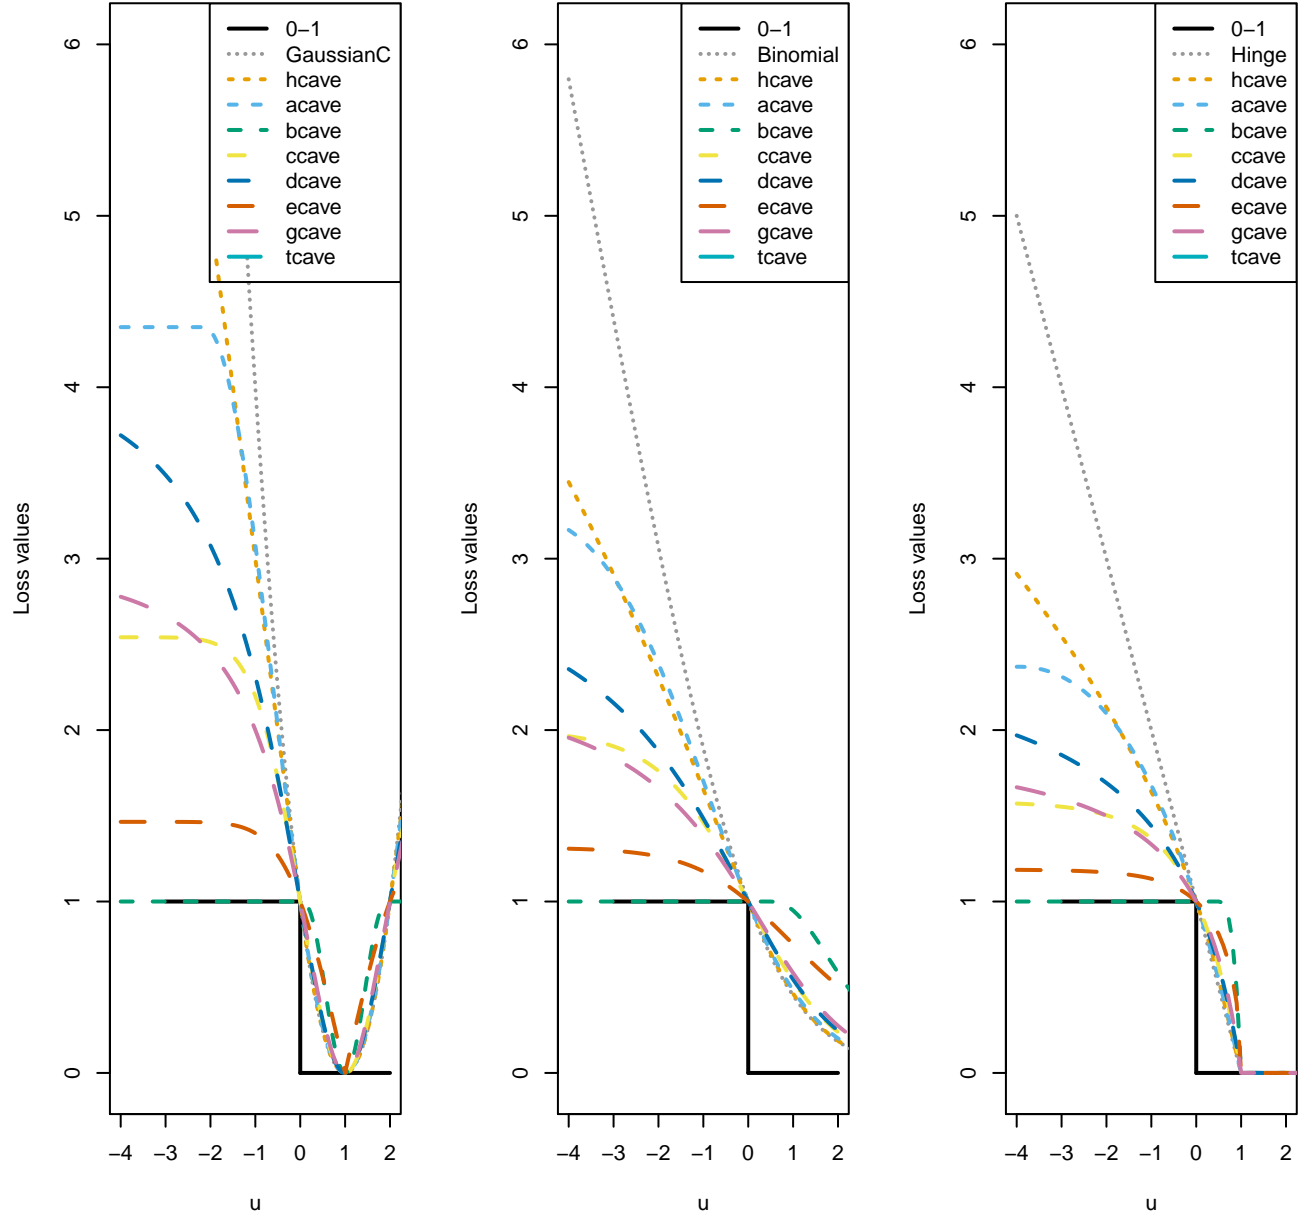 Loss values
6
5
4
3
2
1
0
−4 −3 −2 −1 0 1 2
u
0−1
GaussianC
hcave
acave
bcave
ccave
dcave
ecave
gcave
tcave
Loss values
6
5
4
3
2
1
0
−4 −3 −2 −1 0 1 2
u
0−1
Binomial
hcave
acave
bcave
ccave
dcave
ecave
gcave
tcave
Loss values
6
5
4
3
2
1
0
−4 −3 −2 −1 0 1 2
u
0−1
Hinge
hcave
acave
bcave
ccave
dcave
ecave
gcave
tcave